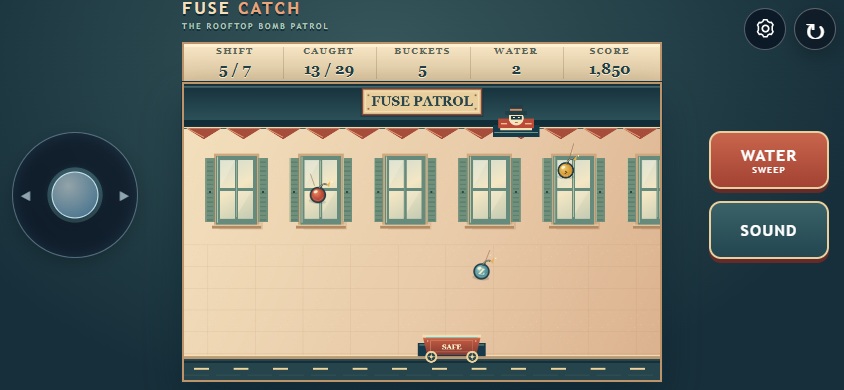 FUSE CATCH
THE ROOFTOP BOMB PATROL
SHIFT CAUGHT BUCKETS WATER SCORE
5 / 7 13 / 29 5 2 1,850
FUSE PATROL
WATER
SWEEP
SOUND
Z
SAFE